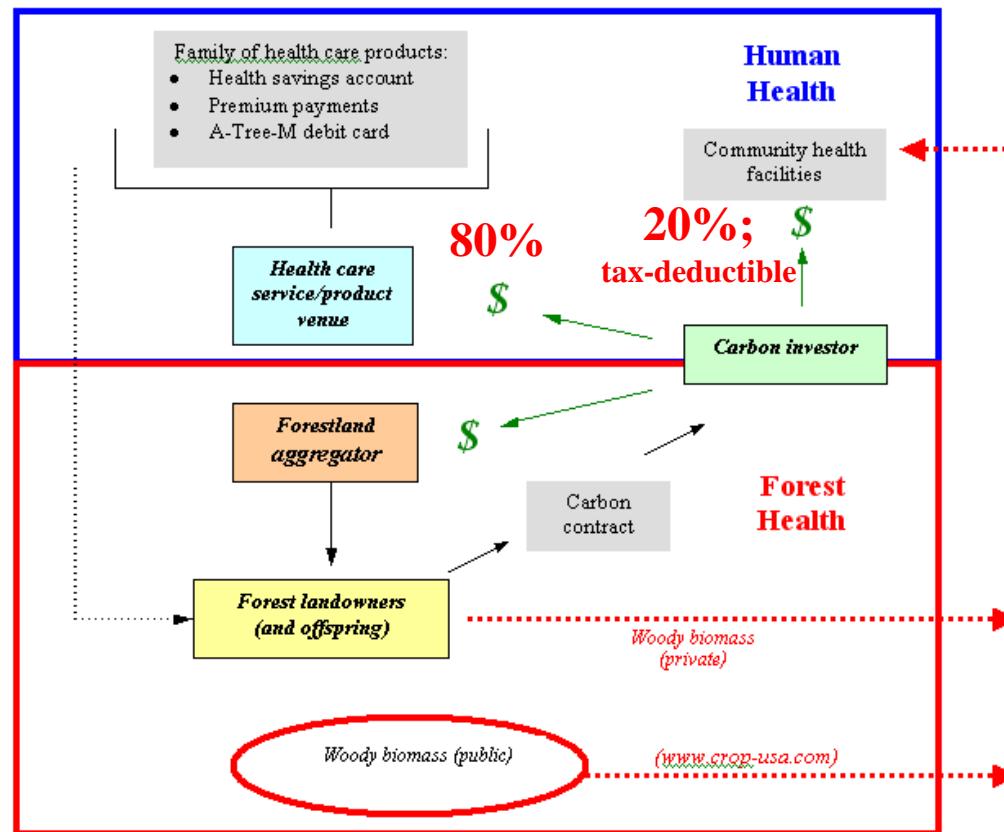 Family of health care products:
● Health savings account
● Premium payments
● A-Tree-M debit card
Human
Health
Community health
facilities
80%
20%;
tax-deductible
$
$
Health care
service/product
venue
Carbon investor
Forestland
aggregator
$
Carbon
contract
Forest
Health
Forest landowners
(and offspring)
Woody biomass
(private)
Woody biomass (public)
(www.crop-usa.com)